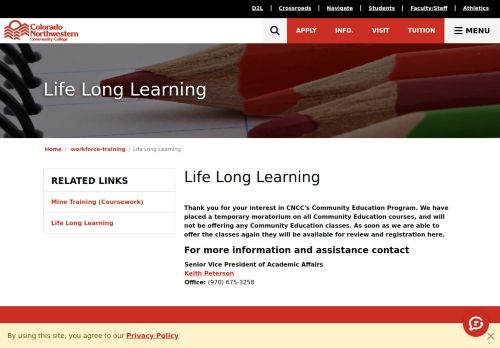 D2L | Crossroads | Navigate | Students | Faculty/Staff | Athletics
Colorado
Northwestern
Community College
APPLY INFO. VISIT TUITION MENU
Life Long Learning
Home / workforce-training / Life Long Learning
RELATED LINKS
Mine Training (Coursework)
Life Long Learning
Life Long Learning
Thank you for your interest in CNCC's Community Education Program. We have
placed a temporary moratorium on all Community Education courses, and will
not be offering any Community Education classes. As soon as we are able to
offer the classes again they will be available for review and registration here.
For more information and assistance contact
Senior Vice President of Academic Affairs
Keith Peterson
Office: (970) 675-3258
By using this site, you agree to our Privacy Policy